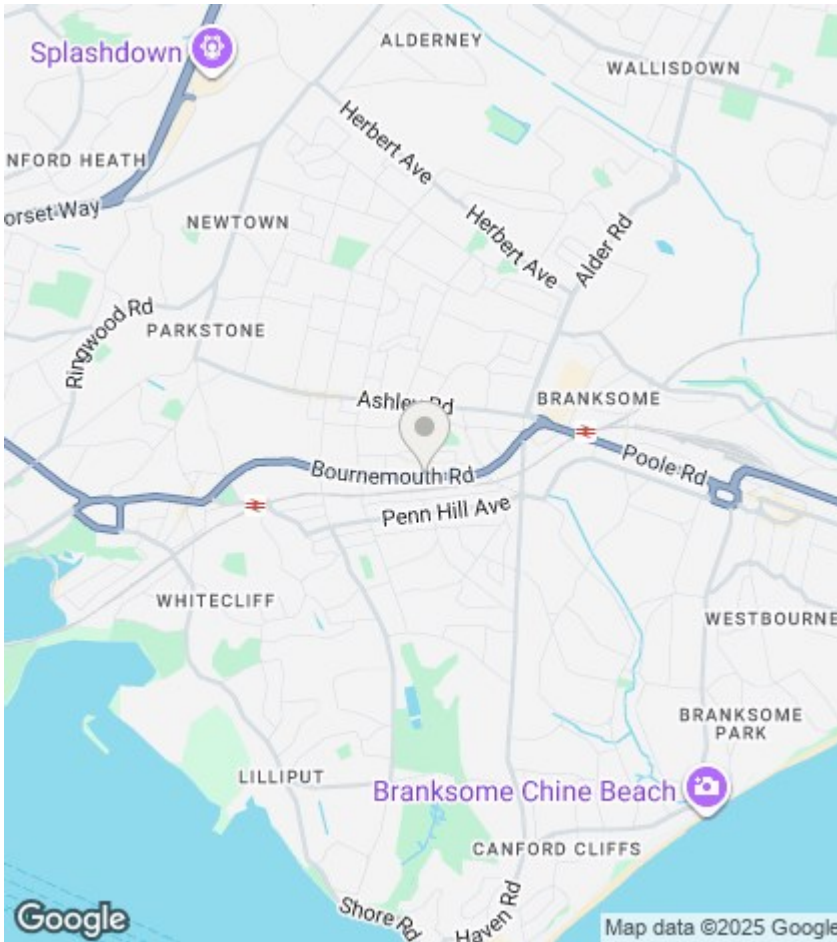 Splashdown
ALDERNEY
WALLISDOWN
Herbert Ave
NFORD HEATH
orset Way
NEWTOWN
Herbert Ave
Alder Rd
Ringwood Rd
PARKSTONE
Ashley Rd
BRANKSOME
Bournemouth Rd
Poole Rd
Penn Hill Ave
WHITECLIFF
WESTBOURNE
BRANKSOME
PARK
LILLIPUT
Branksome Chine Beach
CANFORD CLIFFS
Shore Rd
Haven Rd
Google
Map data ©2025 Google